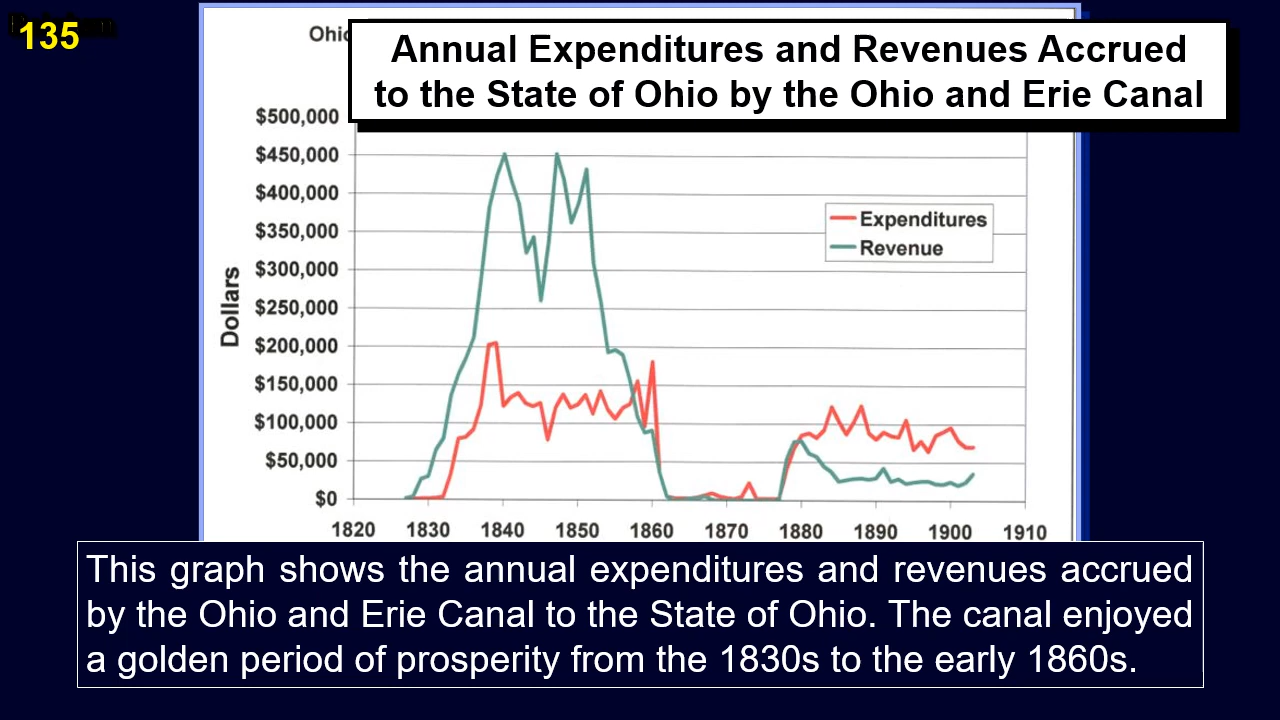 135
Ohio
Annual Expenditures and Revenues Accrued
to the State of Ohio by the Ohio and Erie Canal
$500,000
$450,000
$400,000
$350,000
$300,000
$250,000
$200,000
$150,000
$100,000
$50,000
$0
Dollars
Expenditures
Revenue
1820 1830 1840 1850 1860 1870 1880 1890 1900 1910
This graph shows the annual expenditures and revenues accrued
by the Ohio and Erie Canal to the State of Ohio. The canal enjoyed
a golden period of prosperity from the 1830s to the early 1860s.